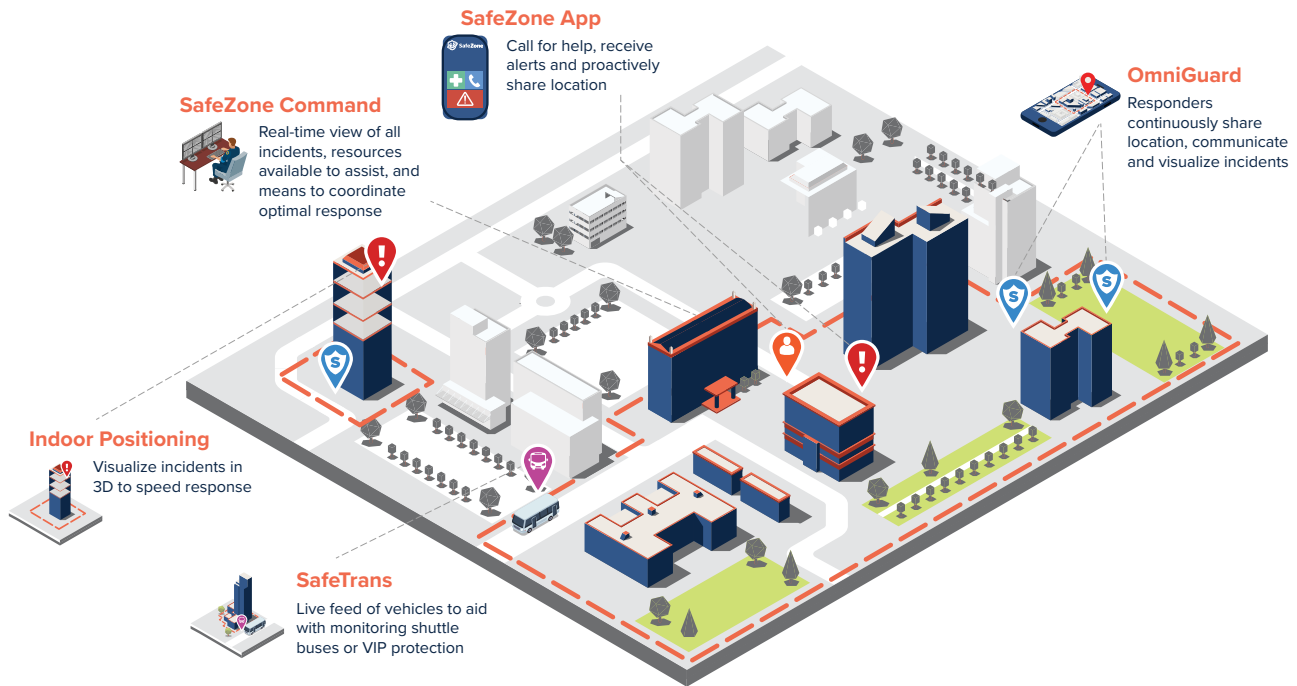 SafeZone App
SafeZone
Call for help, receive
alerts and proactively
share location
OmniGuard
Responders
continuously share
location, communicate
and visualize incidents
SafeZone Command
Real-time view of all
incidents, resources
available to assist, and
means to coordinate
optimal response
!
S
S
S
!
Indoor Positioning
Visualize incidents in
3D to speed response
SafeTrans
Live feed of vehicles to aid
with monitoring shuttle
buses or VIP protection